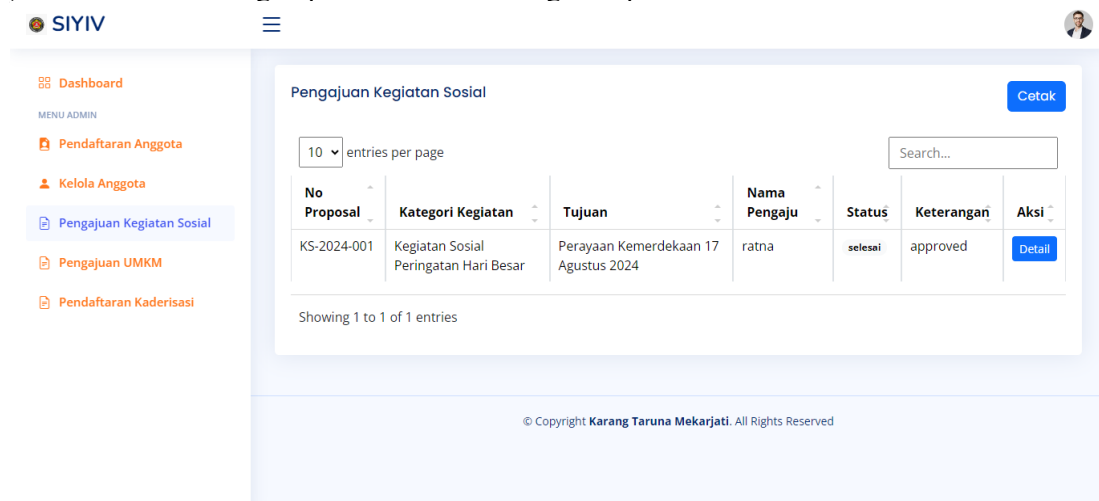 SIYIV
Dashboard
MENU ADMIN
Pendaftaran Anggota
Kelola Anggota
Pengajuan Kegiatan Sosial
Pengajuan UMKM
Pendaftaran Kaderisasi
Pengajuan Kegiatan Sosial
Cetak
10 entries per page
Search...
No Proposal
Kategori Kegiatan
Tujuan
Nama Pengaju
Status
Keterangan
Aksi
KS-2024-001
Kegiatan Sosial
Peringatan Hari Besar
Perayaan Kemerdekaan 17
Agustus 2024
ratna
selesai
approved
Detail
Showing 1 to 1 of 1 entries
© Copyright Karang Taruna Mekarjati. All Rights Reserved